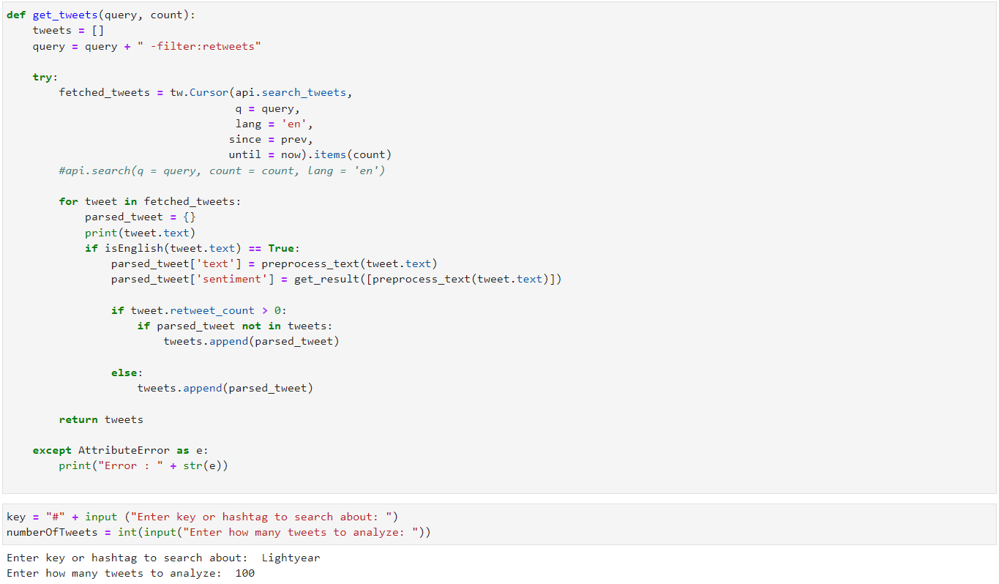 def get_tweets(query, count):
    tweets = []
    query = query + " -filter:retweets"
    try:
        fetched_tweets = tw.Cursor(api.search_tweets,
                                   q = query,
                                   lang = 'en',
                                  since = prev,
                                  until = now).items(count)
        #api.search(q = query, count = count, lang = 'en')
        for tweet in fetched_tweets:
            parsed_tweet = {}
            print(tweet.text)
            if isEnglish(tweet.text) == True:
                parsed_tweet['text'] = preprocess_text(tweet.text)
                parsed_tweet['sentiment'] = get_result([preprocess_text(tweet.text)])
                if tweet.retweet_count > 0:
                    if parsed_tweet not in tweets:
                        tweets.append(parsed_tweet)
                else:
                    tweets.append(parsed_tweet)
        return tweets
    except AttributeError as e:
        print("Error : " + str(e))
key = "#" + input ("Enter key or hashtag to search about: ")
numberOfTweets = int(input("Enter how many tweets to analyze: "))
Enter key or hashtag to search about:  Lightyear
Enter how many tweets to analyze:  100